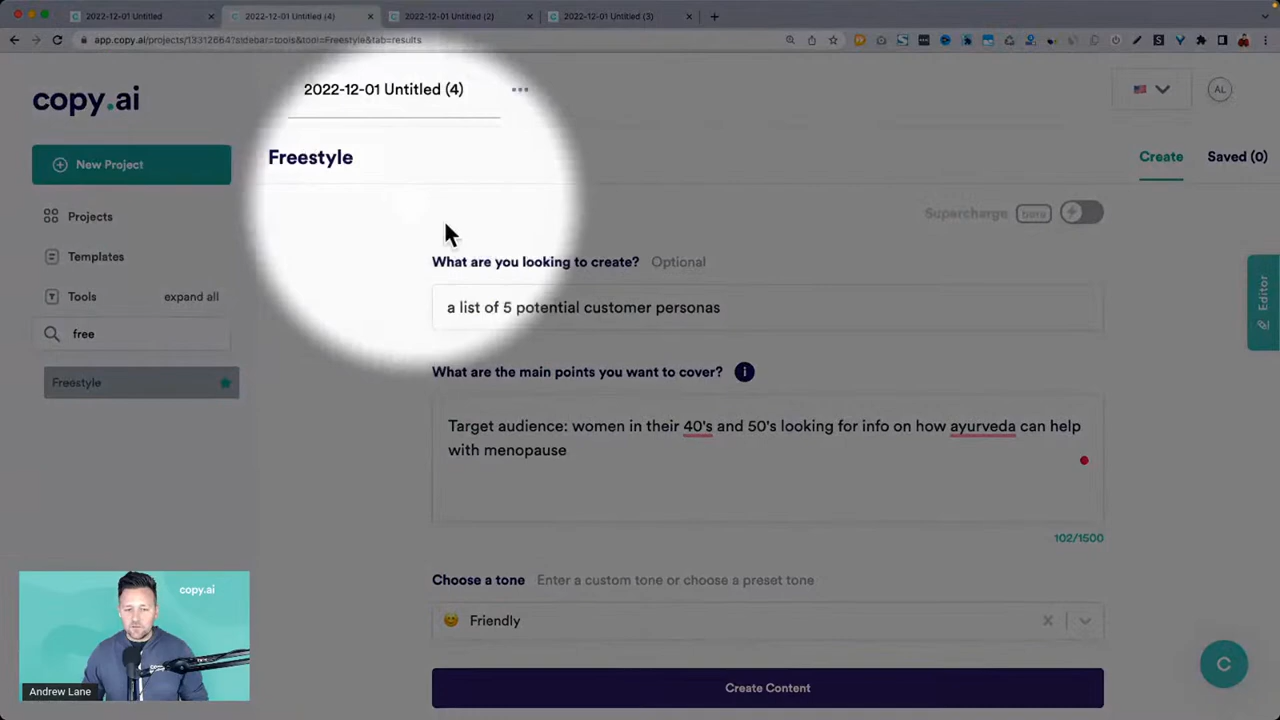 2022-12-01 Untitled
2022-12-01 Untitled (4)
2022-12-01 Untitled (2)
2022-12-01 Untitled (3)
app.copy.ai/projects/13312664?sidebar=tools&tool=Freestyle&tab=results
copy.ai
2022-12-01 Untitled (4)
AL
New Project
Freestyle
Create
Saved (0)
Projects
Supercharge
beta
Templates
What are you looking to create? Optional
Tools
expand all
a list of 5 potential customer personas
Editor
free
What are the main points you want to cover?
Freestyle
Target audience: women in their 40's and 50's looking for info on how ayurveda can help
with menopause
102/1500
Choose a tone Enter a custom tone or choose a preset tone
Friendly
copy.ai
Andrew Lane
Create Content
C